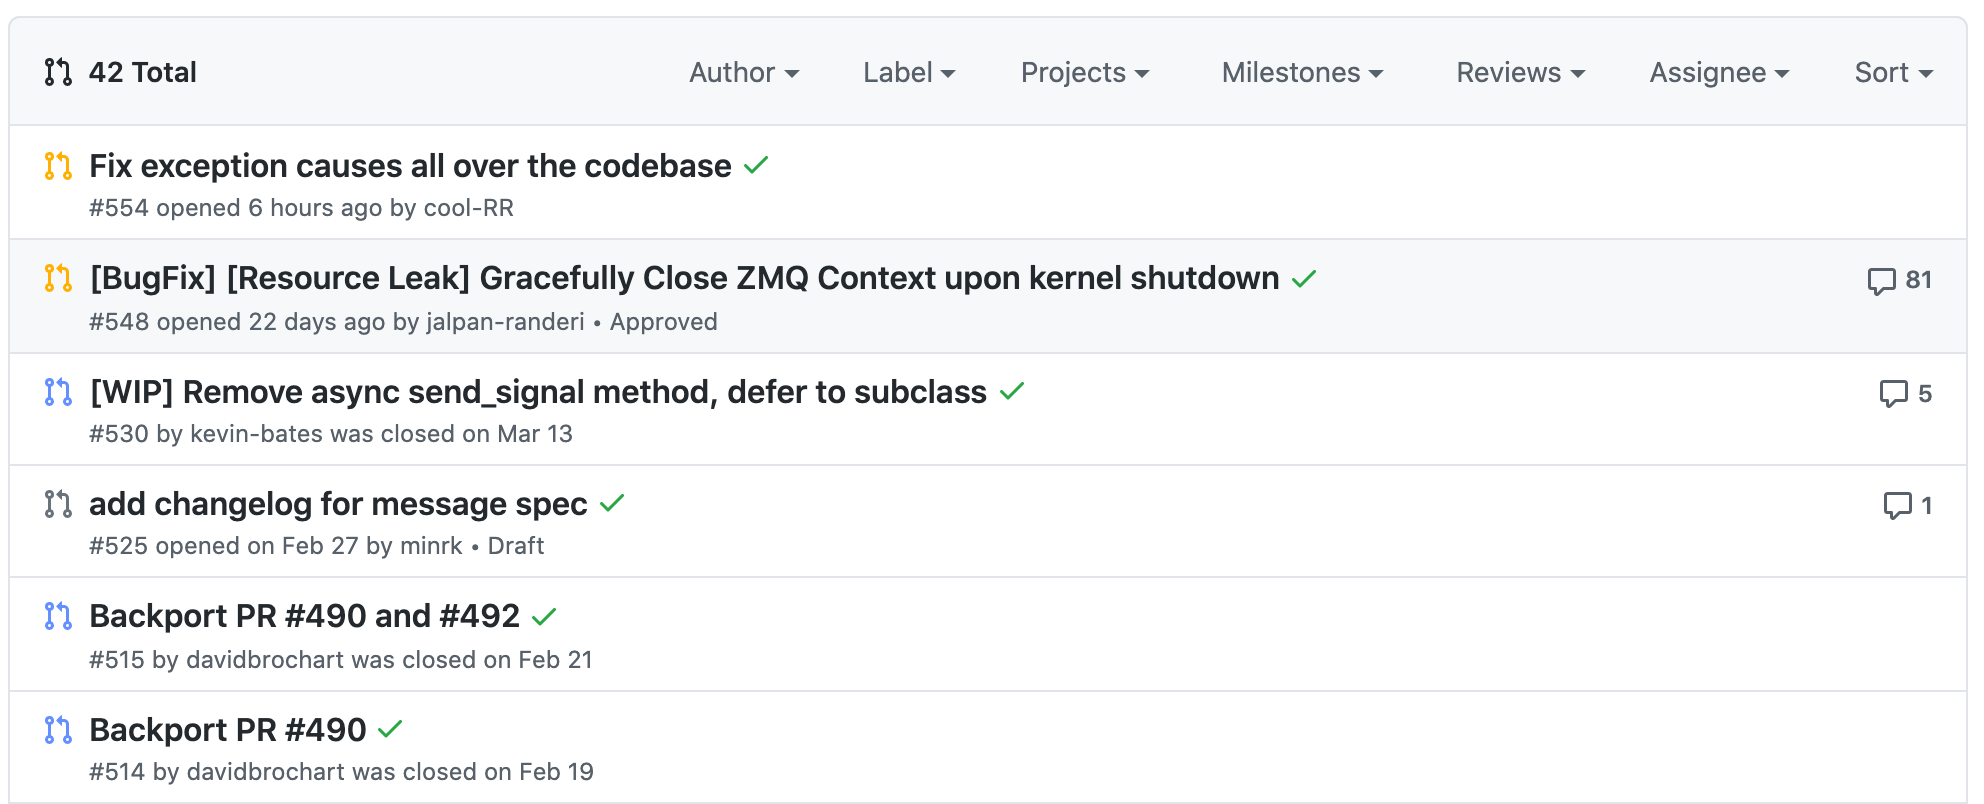 42 Total Author Label Projects Milestones Reviews Assignee Sort
Fix exception causes all over the codebase
#554 opened 6 hours ago by cool-RR
[BugFix] [Resource Leak] Gracefully Close ZMQ Context upon kernel shutdown 81
#548 opened 22 days ago by jalpan-randeri • Approved
[WIP] Remove async send_signal method, defer to subclass 5
#530 by kevin-bates was closed on Mar 13
add changelog for message spec 1
#525 opened on Feb 27 by minrk • Draft
Backport PR #490 and #492
#515 by davidbrochart was closed on Feb 21
Backport PR #490
#514 by davidbrochart was closed on Feb 19